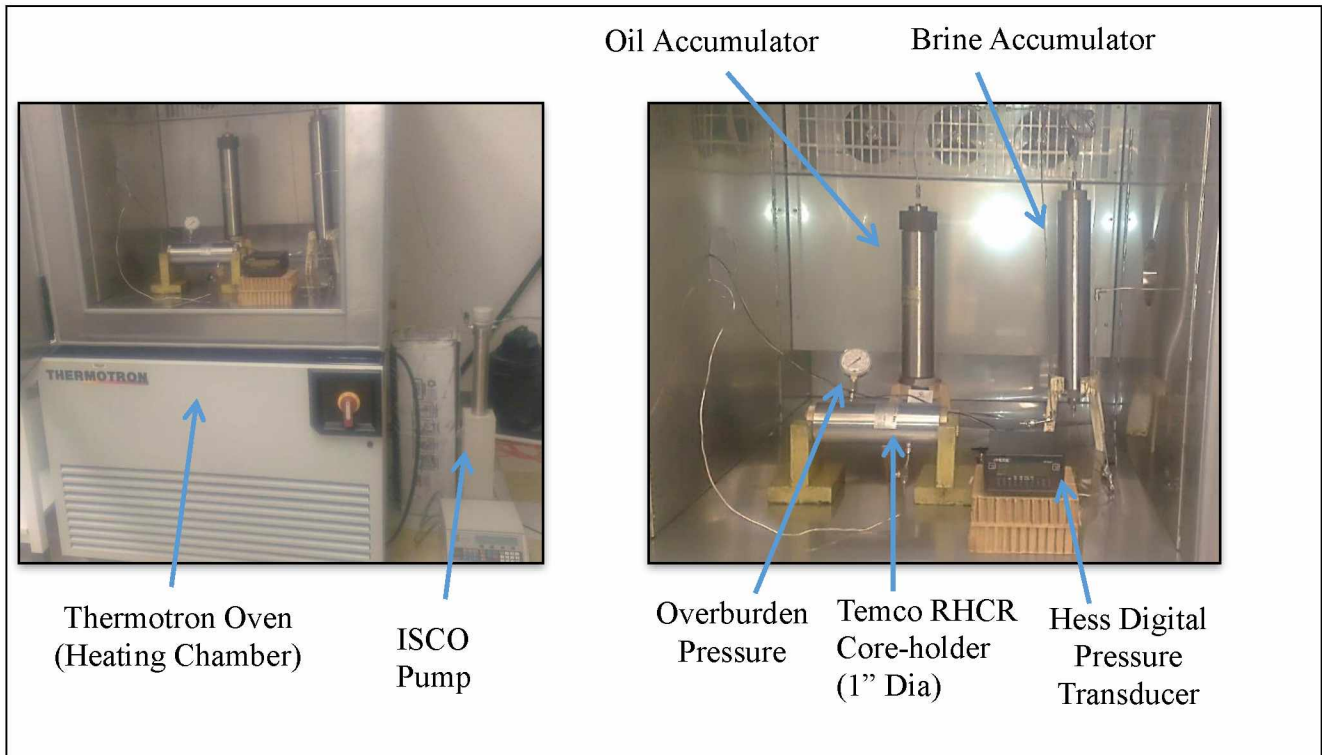 Oil Accumulator
Brine Accumulator
THERMOTRON
Thermotron Oven
(Heating Chamber)
ISCO
Pump
Overburden
Pressure
Temco RHCR
Core-holder
(1” Dia)
Hess Digital
Pressure
Transducer